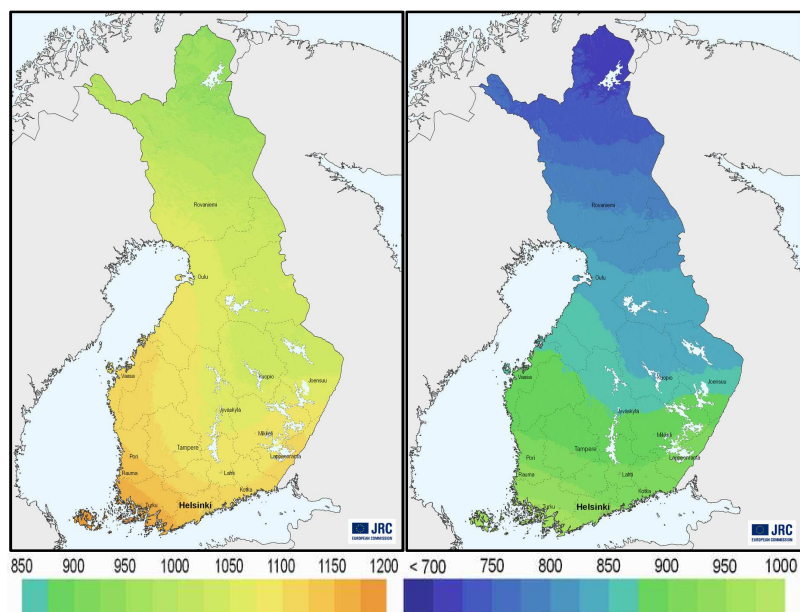 Rovaniemi
Oulu
Vaasa
Kuopio
Joensuu
Jyväskylä
Tampere
Mikkeli
Pori
Lappeenranta
Rauma
Lahti
Kotka
Helsinki
JRC
EUROPEAN COMMISSION
850 900 950 1000 1050 1100 1150 1200
Rovaniemi
Oulu
Vaasa
Kuopio
Joensuu
Jyväskylä
Tampere
Mikkeli
Pori
Lappeenranta
Rauma
Lahti
Kotka
Helsinki
JRC
EUROPEAN COMMISSION
< 700 750 800 850 900 950 1000